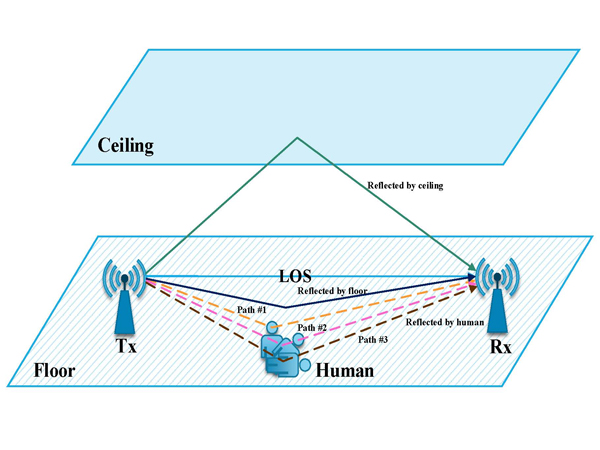 Ceiling
Reflected by ceiling
LOS
Reflected by floor
Path #1
Path #2
Reflected by human
Path #3
Tx
Rx
Floor
Human